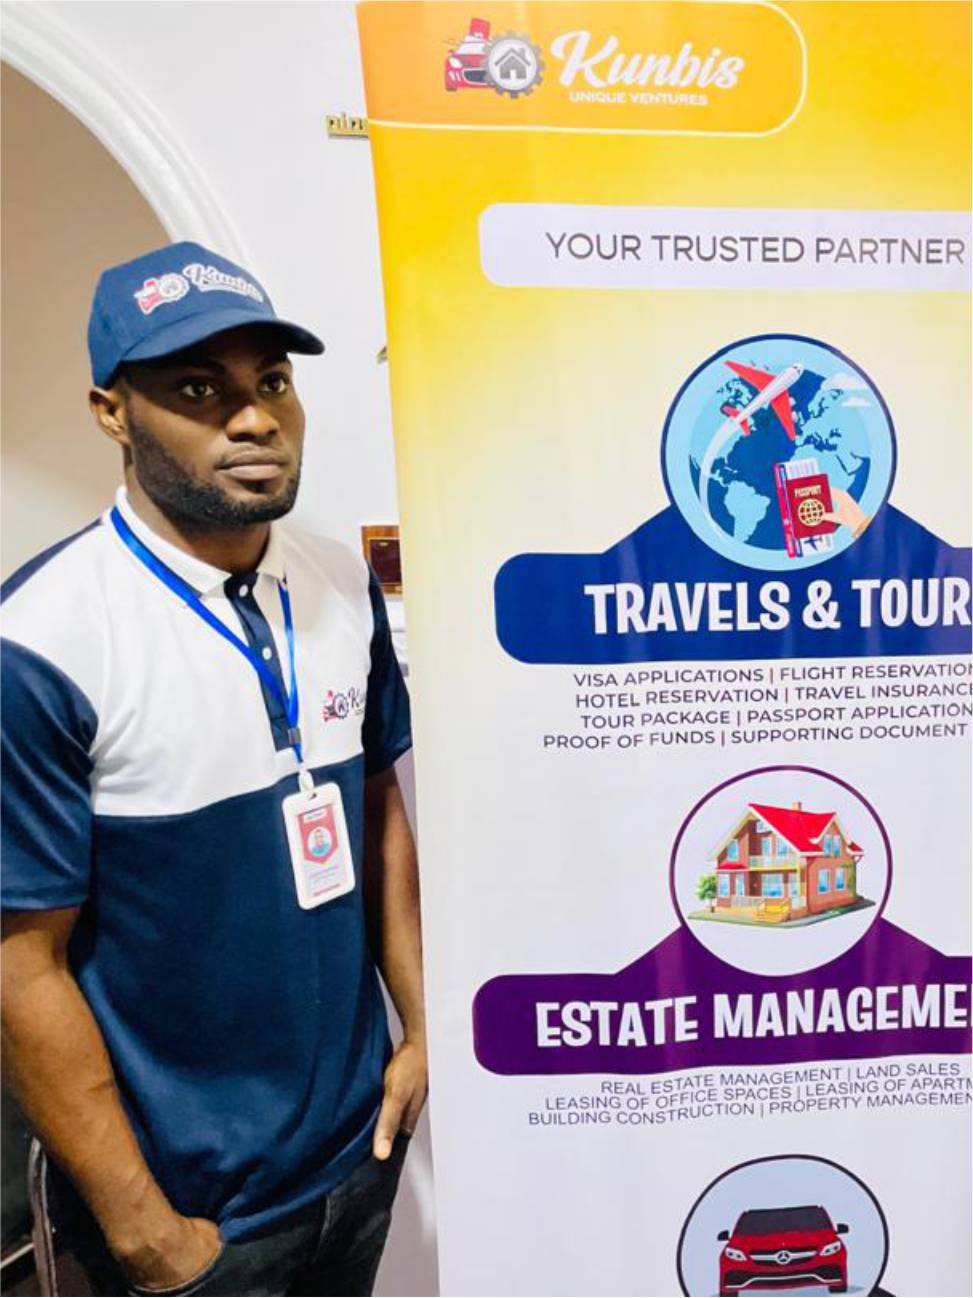 Kunbis
UNIQUE VENTURES
YOUR TRUSTED PARTNER
PASSPORT
TRAVELS & TOUR
VISA APPLICATIONS | FLIGHT RESERVATION
HOTEL RESERVATION | TRAVEL INSURANCE
TOUR PACKAGE | PASSPORT APPLICATION
PROOF OF FUNDS | SUPPORTING DOCUMENT
ESTATE MANAGEME
REAL ESTATE MANAGEMENT | LAND SALES
LEASING OF OFFICE SPACES | LEASING OF APARTM
BUILDING CONSTRUCTION | PROPERTY MANAGEMEN
Kunbis
Ku